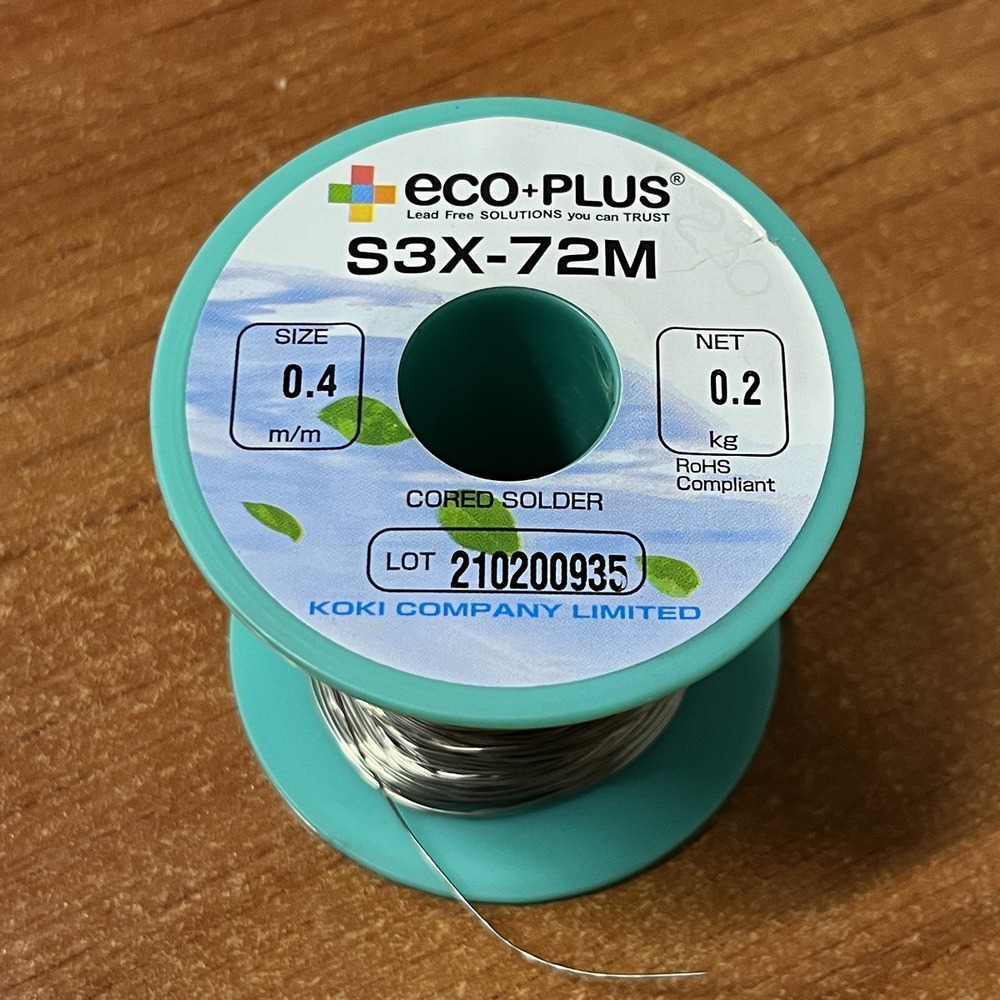 eco+PLUS®
Lead Free SOLUTIONS you can TRUST
S3X-72M
SIZE
0.4
m/m
NET
0.2
kg
RoHS
Compliant
CORED SOLDER
LOT 210200935
KOKI COMPANY LIMITED